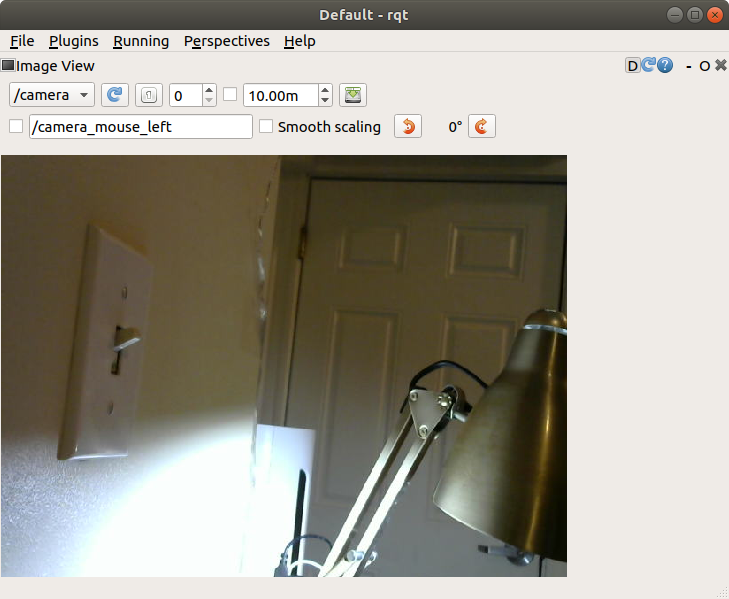 Default - rqt
File Plugins Running Perspectives Help
Image View D ? - O
/camera 0 10.00m
/camera_mouse_left Smooth scaling 0°